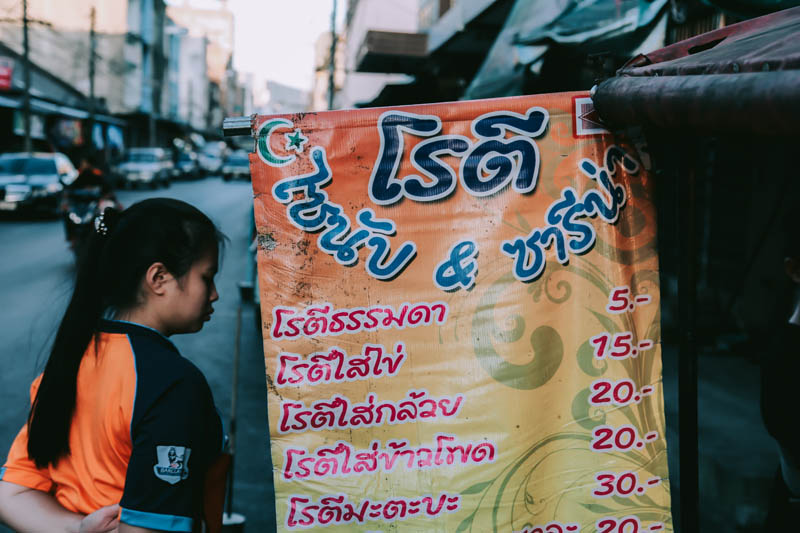 โรตี
ซีนับ & ซารีน่า
โรตีธรรมดา 5.-
โรตีใส่ไข่ 15.-
โรตีใส่กล้วย 20.-
โรตีใส่ข้าวโพด 20.-
โรตีมะตะบะ 30.-
20.-